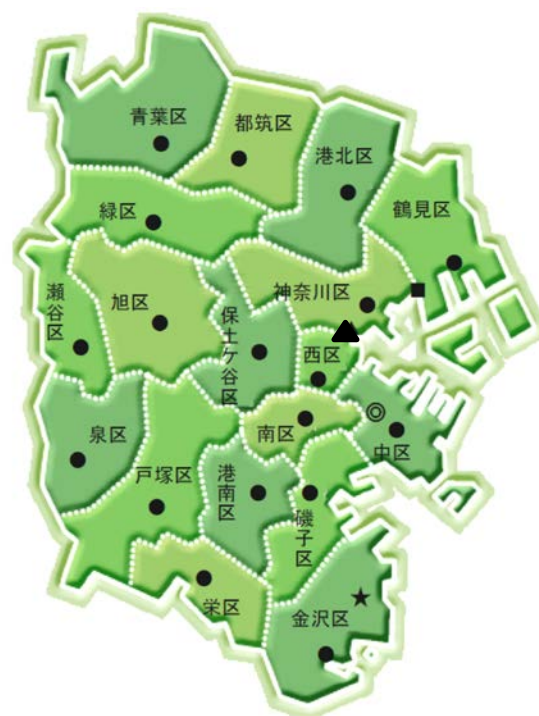 青葉区
都筑区
港北区
緑区
鶴見区
瀬谷区
旭区
保土ケ谷区
神奈川区
西区
泉区
戸塚区
南区
中区
港南区
磯子区
栄区
金沢区